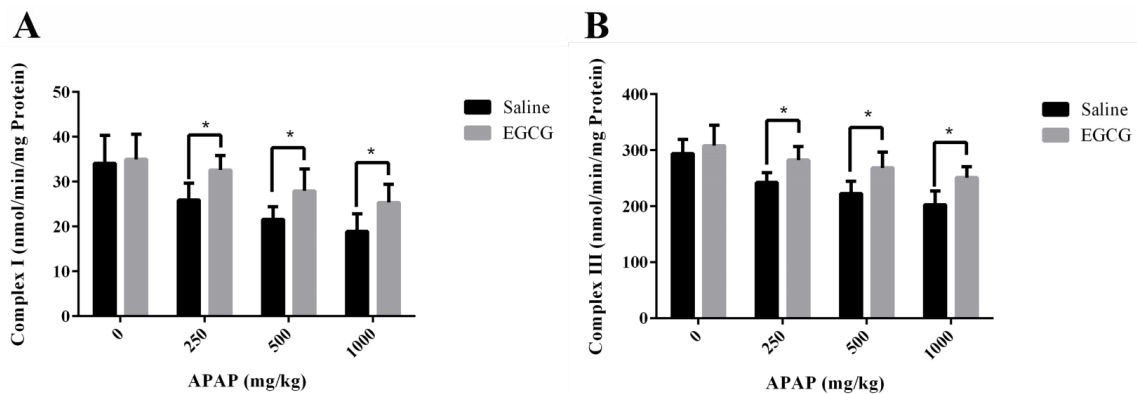 A
Complex I (nmol/min/mg Protein)
50
40
30
20
10
0
*
*
*
Saline
EGCG
0
250
500
1000
APAP (mg/kg)
B
Complex III (nmol/min/mg Protein)
400
300
200
100
0
*
*
*
Saline
EGCG
0
250
500
1000
APAP (mg/kg)